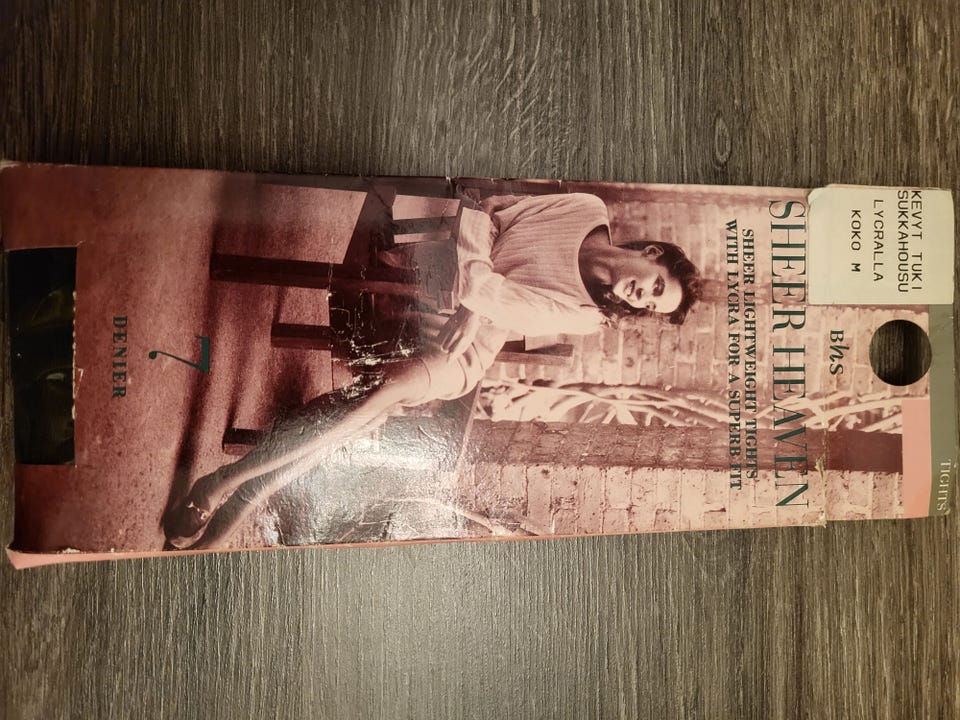 KEVYT TUKI
SUKKAHOUSU
LYCRALLA
KOKO M
TIGHTS
BhS
SHEER HEAVEN
SHEER LIGHTWEIGHT TIGHTS
WITH LYCRA FOR A SUPERB FIT
7
DENIER